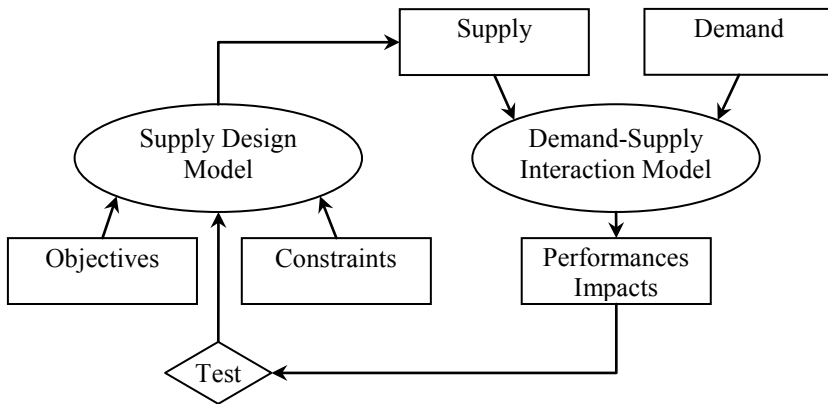 Supply
Demand
Supply Design
Model
Demand-Supply
Interaction Model
Objectives
Constraints
Performances
Impacts
Test